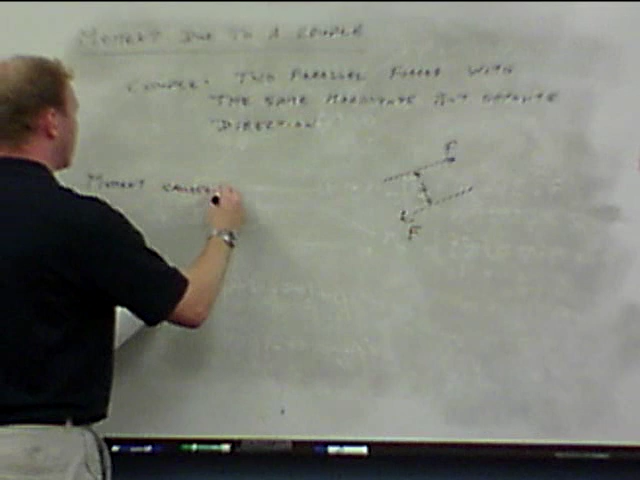 MOMENT DUE TO A COUPLE
COUPLE: TWO PARALLEL FORCES WITH
THE SAME MAGNITUDE BUT OPPOSITE
DIRECTION
F
MOMENT CAUSED
F